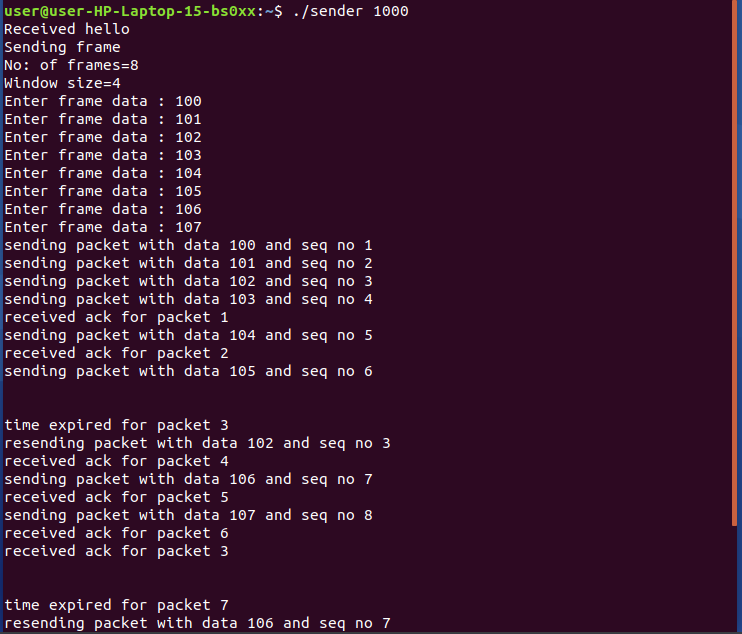 user@user-HP-Laptop-15-bs0xx:~$ ./sender 1000
Received hello
Sending frame
No: of frames=8
Window size=4
Enter frame data : 100
Enter frame data : 101
Enter frame data : 102
Enter frame data : 103
Enter frame data : 104
Enter frame data : 105
Enter frame data : 106
Enter frame data : 107
sending packet with data 100 and seq no 1
sending packet with data 101 and seq no 2
sending packet with data 102 and seq no 3
sending packet with data 103 and seq no 4
received ack for packet 1
sending packet with data 104 and seq no 5
received ack for packet 2
sending packet with data 105 and seq no 6
time expired for packet 3
resending packet with data 102 and seq no 3
received ack for packet 4
sending packet with data 106 and seq no 7
received ack for packet 5
sending packet with data 107 and seq no 8
received ack for packet 6
received ack for packet 3
time expired for packet 7
resending packet with data 106 and seq no 7